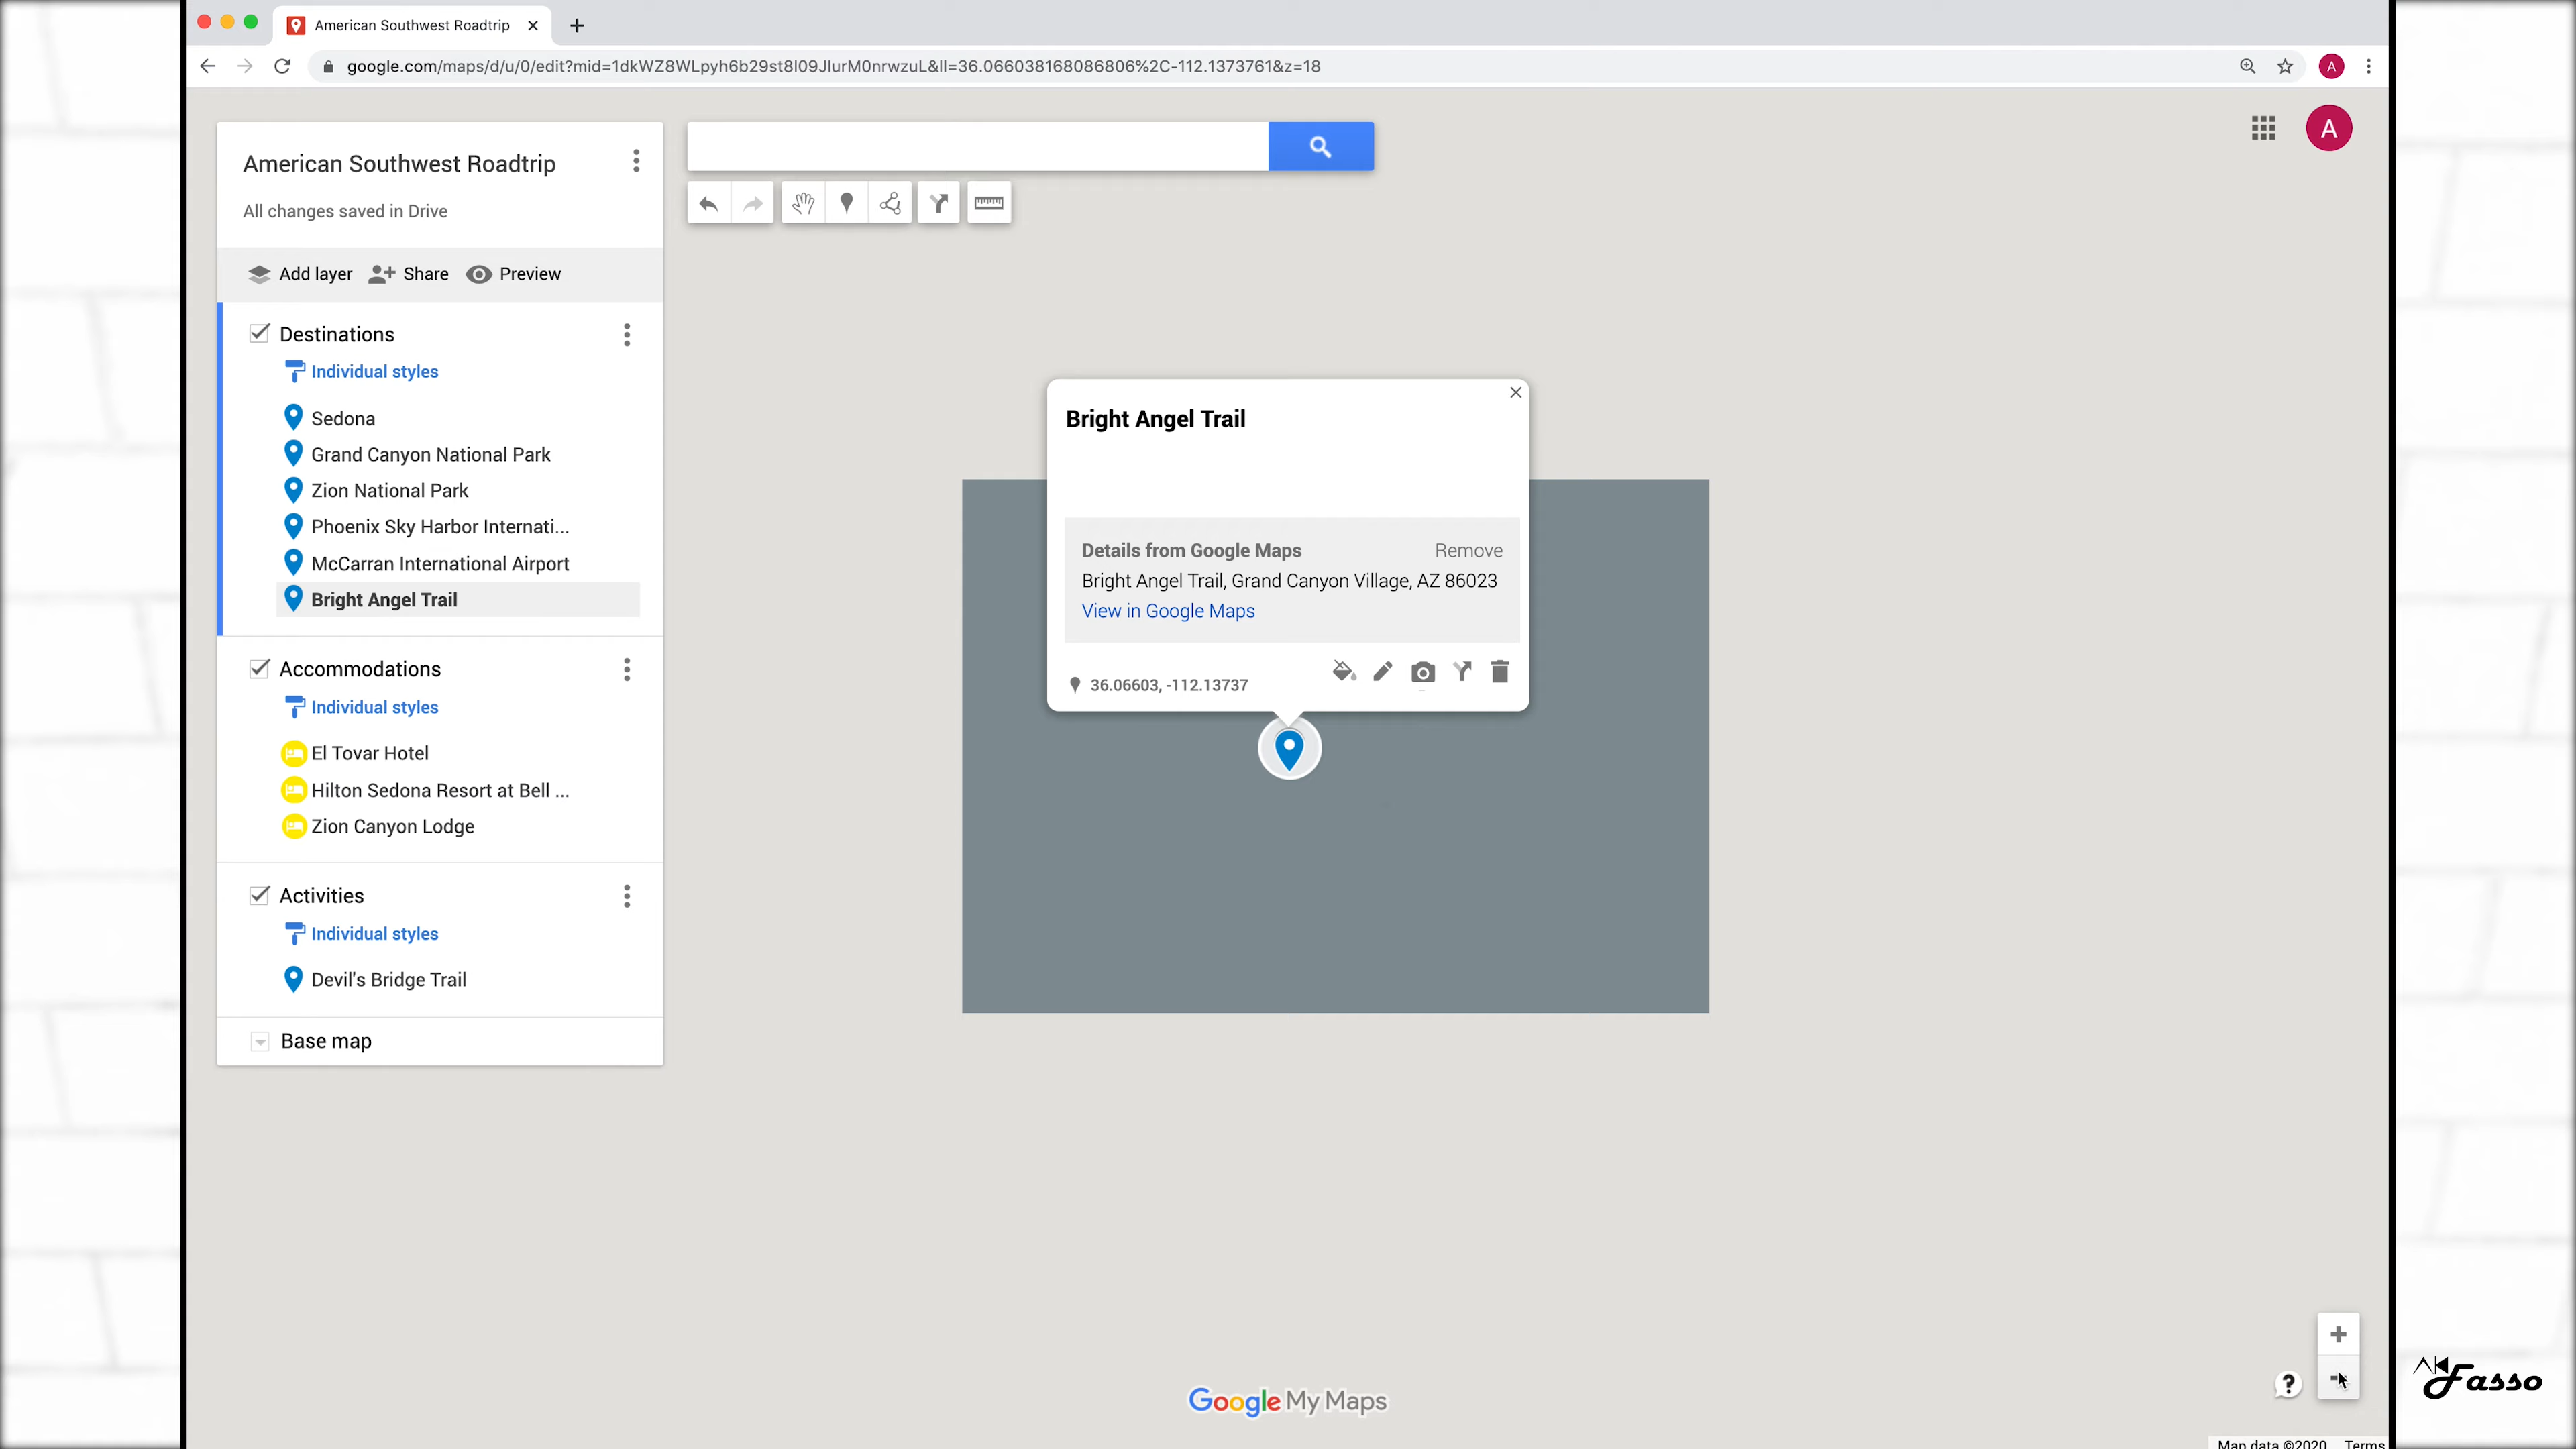 American Southwest Roadtrip
google.com/maps/d/u/0/edit?mid=1dkWZ8WLpyh6b29st8l09JIurM0nrwzuL&ll=36.066038168086806%2C-112.1373761&z=18
A
A
American Southwest Roadtrip
All changes saved in Drive
Add layer Share Preview
Destinations
Individual styles
Sedona
Grand Canyon National Park
Zion National Park
Phoenix Sky Harbor Internati...
McCarran International Airport
Bright Angel Trail
Accommodations
Individual styles
El Tovar Hotel
Hilton Sedona Resort at Bell ...
Zion Canyon Lodge
Activities
Individual styles
Devil's Bridge Trail
Base map
Bright Angel Trail
Details from Google Maps Remove
Bright Angel Trail, Grand Canyon Village, AZ 86023
View in Google Maps
36.06603, -112.13737
Google My Maps
Map data ©2020 Terms
Fasso